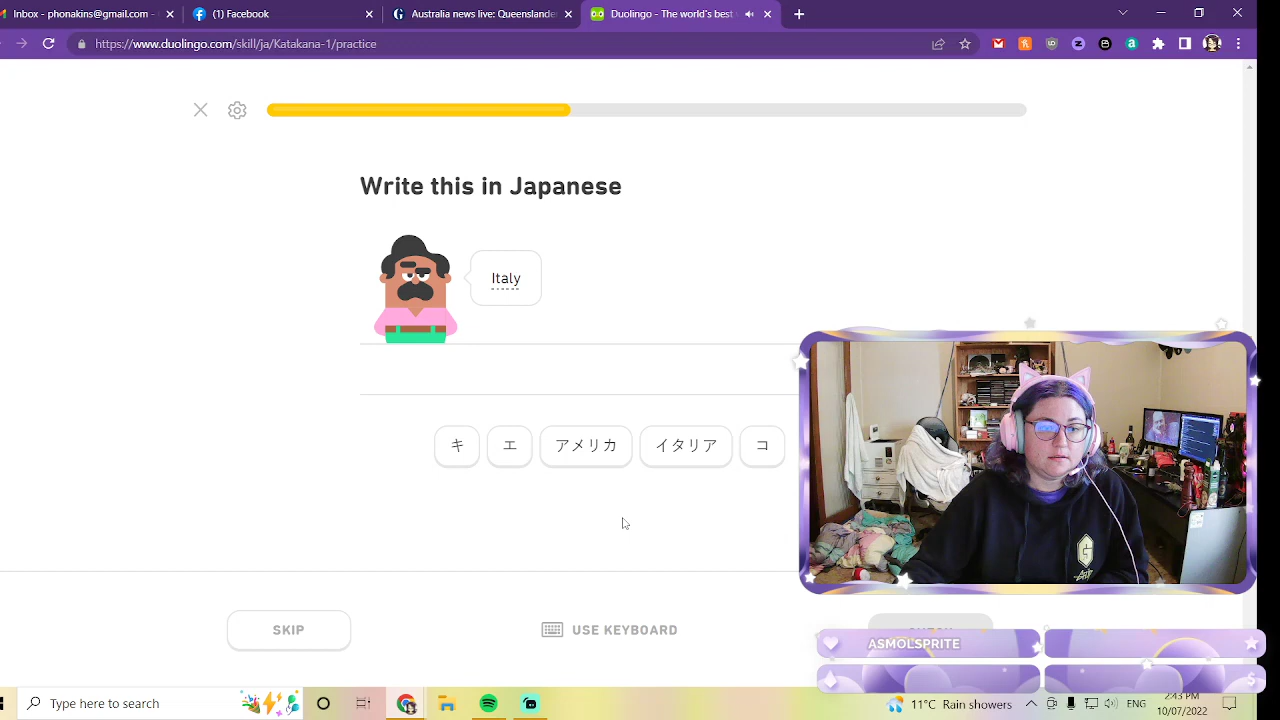 Inbox - phonakins@gmail.com
(1) Facebook
Australia news live: Queenslande
Duolingo - The world's best
https://www.duolingo.com/skill/ja/Katakana-1/practice
Write this in Japanese
Italy
キ エ アメリカ イタリア コ
SKIP
USE KEYBOARD
ASMOLSPRITE
Type here to search
11°C Rain showers
ENG
2:43 PM
10/07/2022